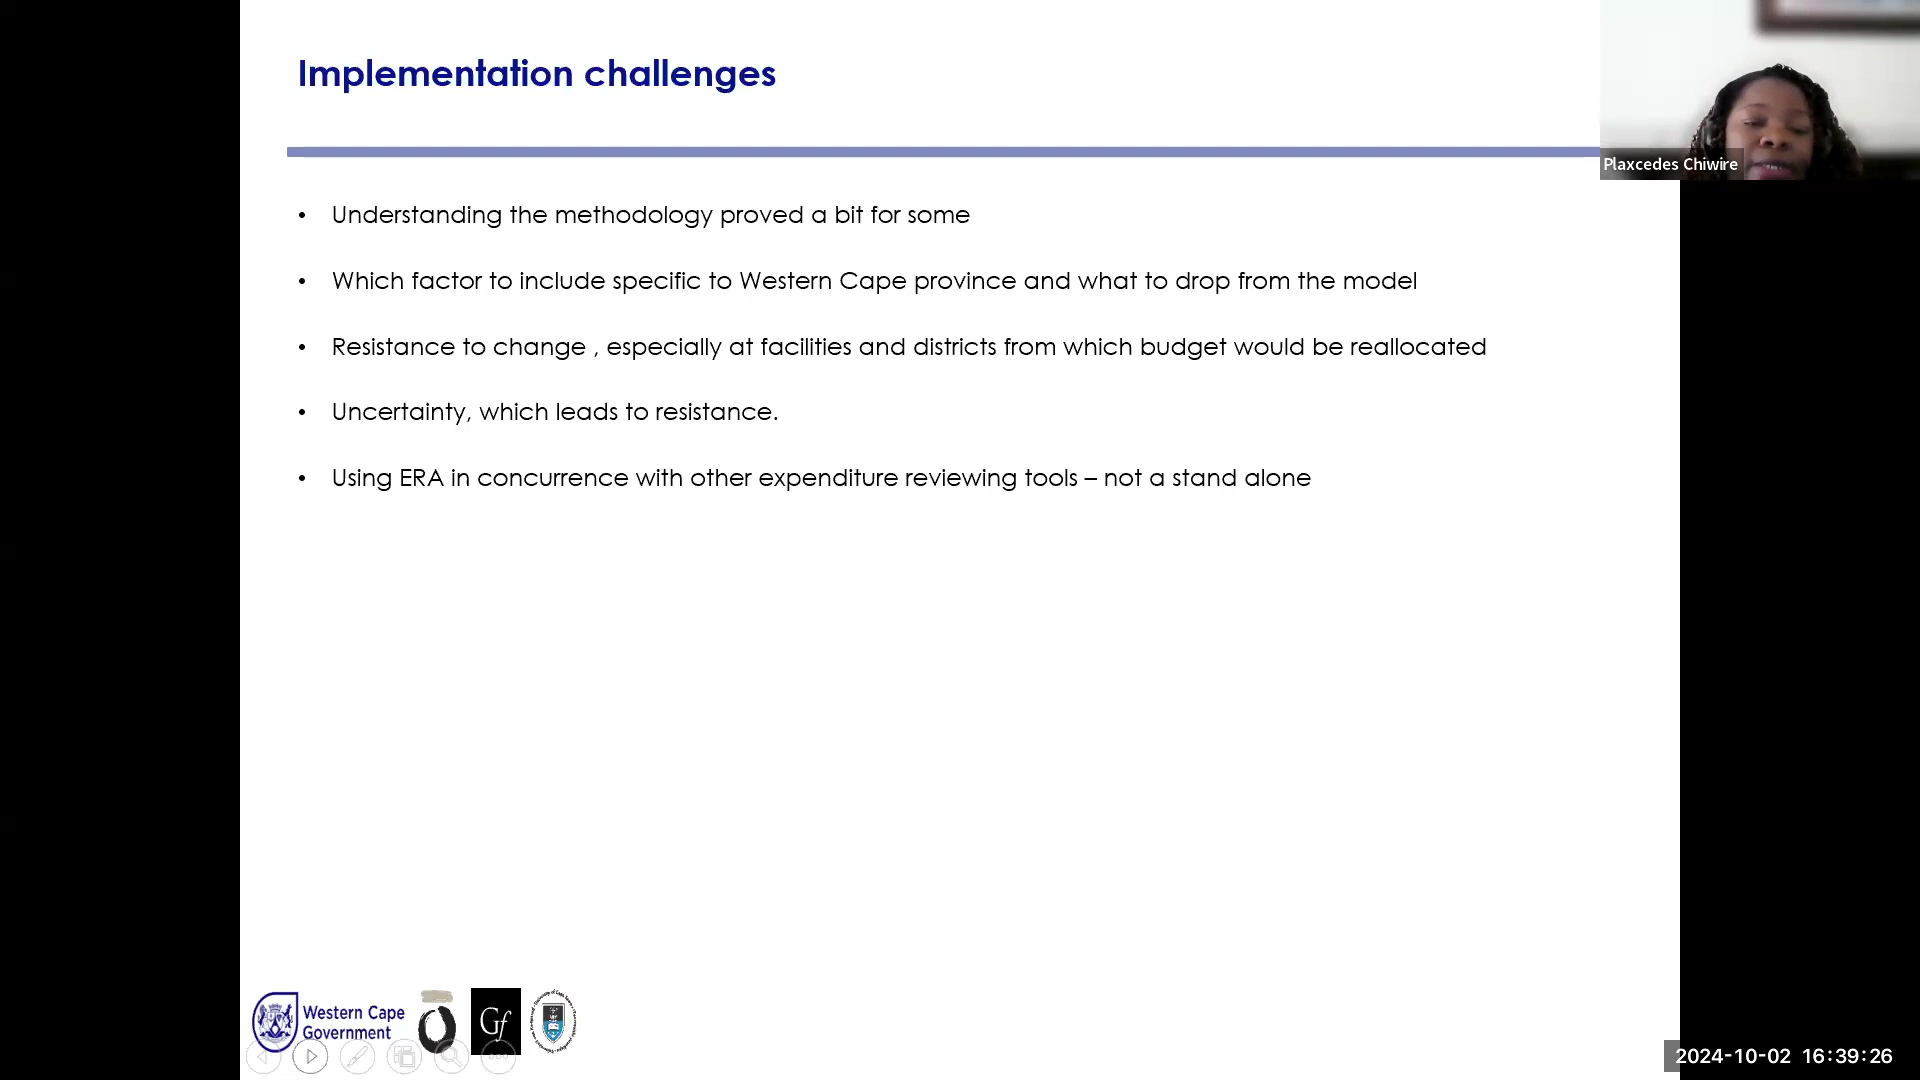 Implementation challenges
Plaxcedes Chiwire
• Understanding the methodology proved a bit for some
• Which factor to include specific to Western Cape province and what to drop from the model
• Resistance to change , especially at facilities and districts from which budget would be reallocated
• Uncertainty, which leads to resistance.
• Using ERA in concurrence with other expenditure reviewing tools – not a stand alone
Western Cape
Government
Gf
2024-10-02 16:39:26